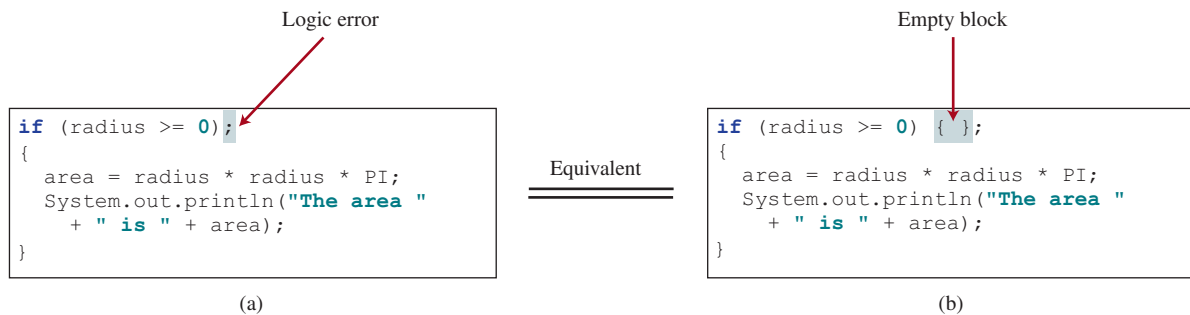 Logic error
if (radius >= 0);
{
  area = radius * radius * PI;
  System.out.println("The area "
    + " is " + area);
}
(a)
Equivalent
Empty block
if (radius >= 0) { };
{
  area = radius * radius * PI;
  System.out.println("The area "
    + " is " + area);
}
(b)